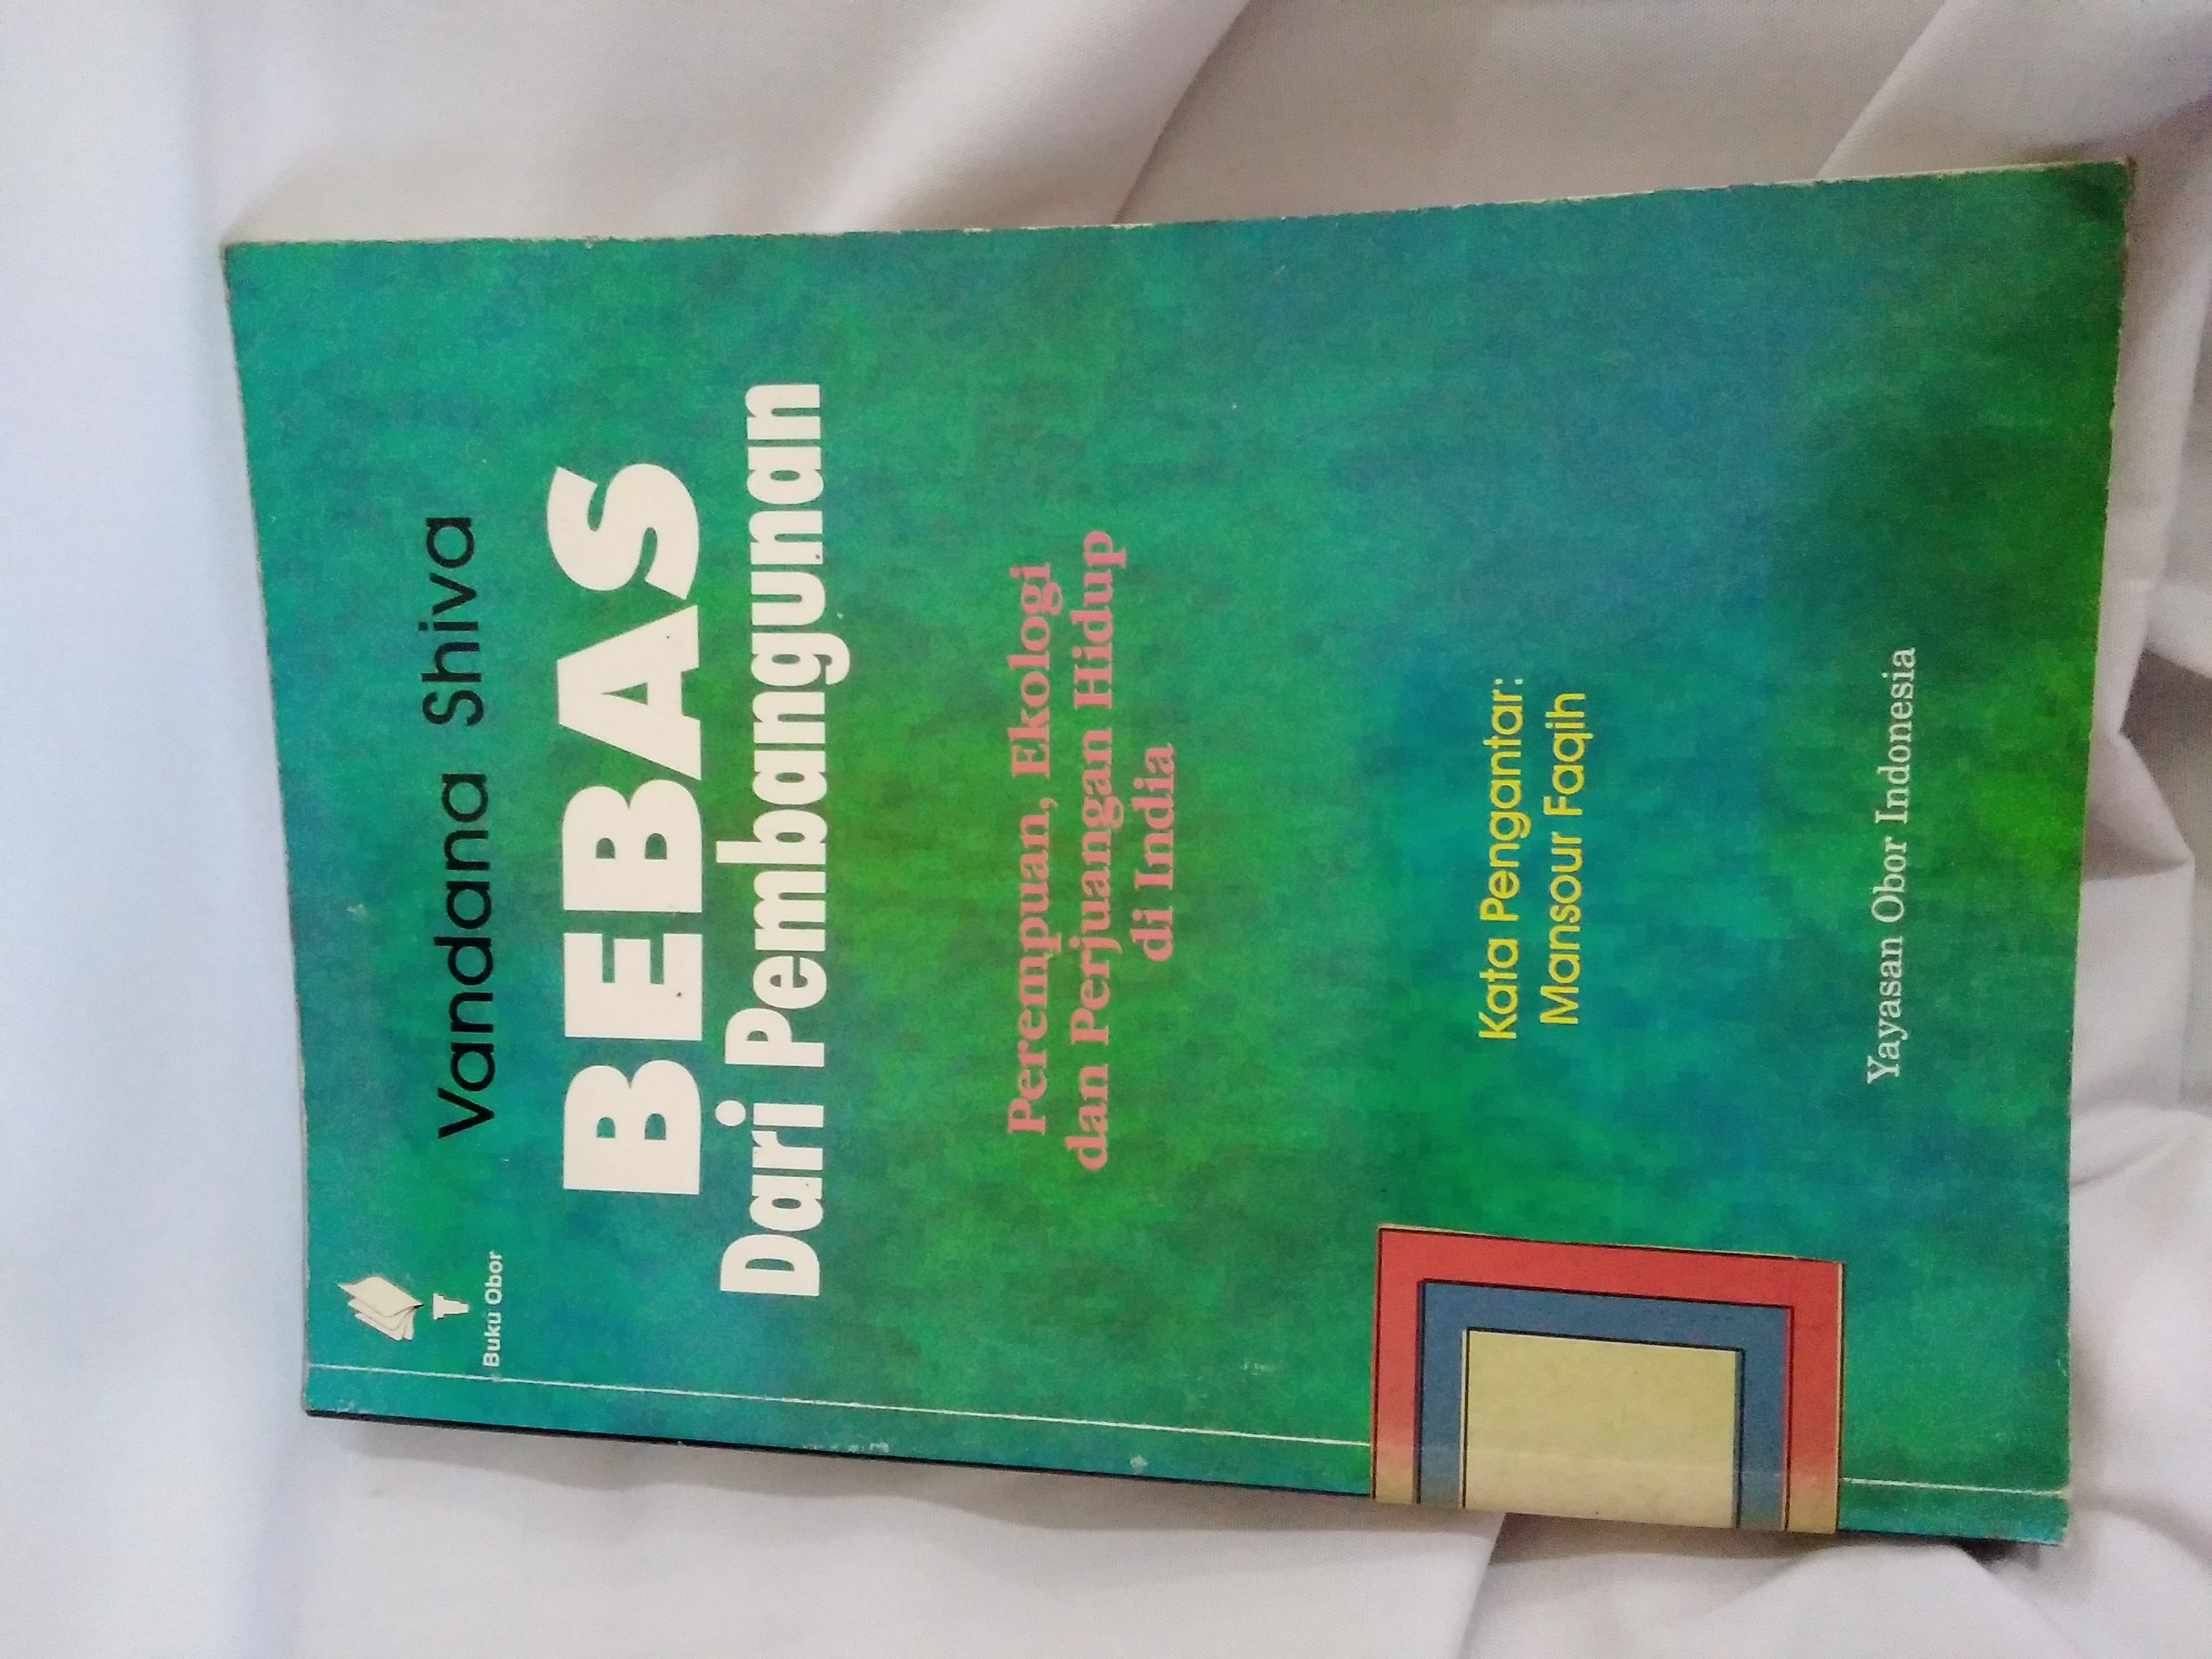 Buku Obor
Vandana Shiva
BEBAS
Dari Pembangunan
Perempuan, Ekologi
dan Perjuangan Hidup
di India
Kata Pengantar:
Mansour Faqih
Yayasan Obor Indonesia